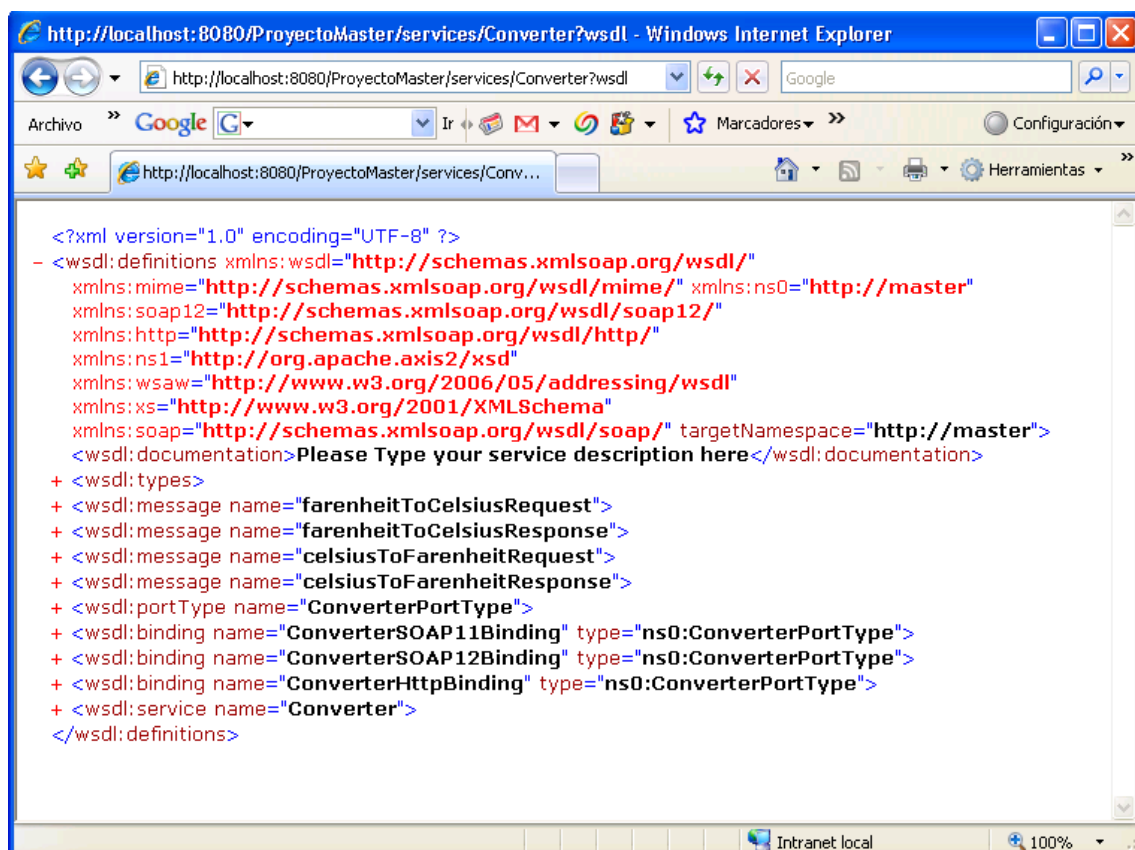 http://localhost:8080/ProyectoMaster/services/Converter?wsdl - Windows Internet Explorer
http://localhost:8080/ProyectoMaster/services/Converter?wsdl Google
Archivo » Google G Ir Marcadores » Configuración
http://localhost:8080/ProyectoMaster/services/Conv... Herramientas »
<?xml version="1.0" encoding="UTF-8" ?>
- <wsdl:definitions xmlns:wsdl="http://schemas.xmlsoap.org/wsdl/"
xmlns:mime="http://schemas.xmlsoap.org/wsdl/mime/" xmlns:ns0="http://master"
xmlns:soap12="http://schemas.xmlsoap.org/wsdl/soap12/"
xmlns:http="http://schemas.xmlsoap.org/wsdl/http/"
xmlns:ns1="http://org.apache.axis2/xsd"
xmlns:wsaw="http://www.w3.org/2006/05/addressing/wsdl"
xmlns:xs="http://www.w3.org/2001/XMLSchema"
xmlns:soap="http://schemas.xmlsoap.org/wsdl/soap/" targetNamespace="http://master">
<wsdl:documentation>Please Type your service description here</wsdl:documentation>
+ <wsdl:types>
+ <wsdl:message name="farenheitToCelsiusRequest">
+ <wsdl:message name="farenheitToCelsiusResponse">
+ <wsdl:message name="celsiusToFarenheitRequest">
+ <wsdl:message name="celsiusToFarenheitResponse">
+ <wsdl:portType name="ConverterPortType">
+ <wsdl:binding name="ConverterSOAP11Binding" type="ns0:ConverterPortType">
+ <wsdl:binding name="ConverterSOAP12Binding" type="ns0:ConverterPortType">
+ <wsdl:binding name="ConverterHttpBinding" type="ns0:ConverterPortType">
+ <wsdl:service name="Converter">
</wsdl:definitions>
Intranet local 100%